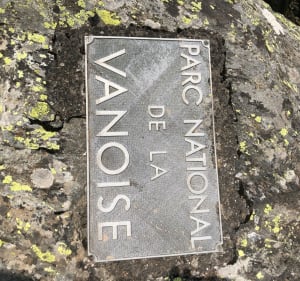 PARC NATIONAL
DE LA
VANOISE